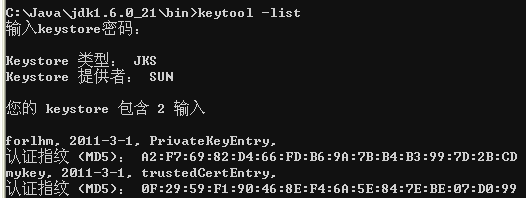 C:\Java\jdk1.6.0_21\bin>keytool -list
输入keystore密码：
Keystore 类型： JKS
Keystore 提供者： SUN
您的 keystore 包含 2 输入
forlhm, 2011-3-1, PrivateKeyEntry,
认证指纹 (MD5)： A2:F7:69:82:D4:66:FD:B6:9A:7B:B4:B3:99:7D:2B:CD
mykey, 2011-3-1, trustedCertEntry,
认证指纹 (MD5)： 0F:29:59:F1:90:46:8E:F4:6A:5E:84:7E:BE:07:D0:99